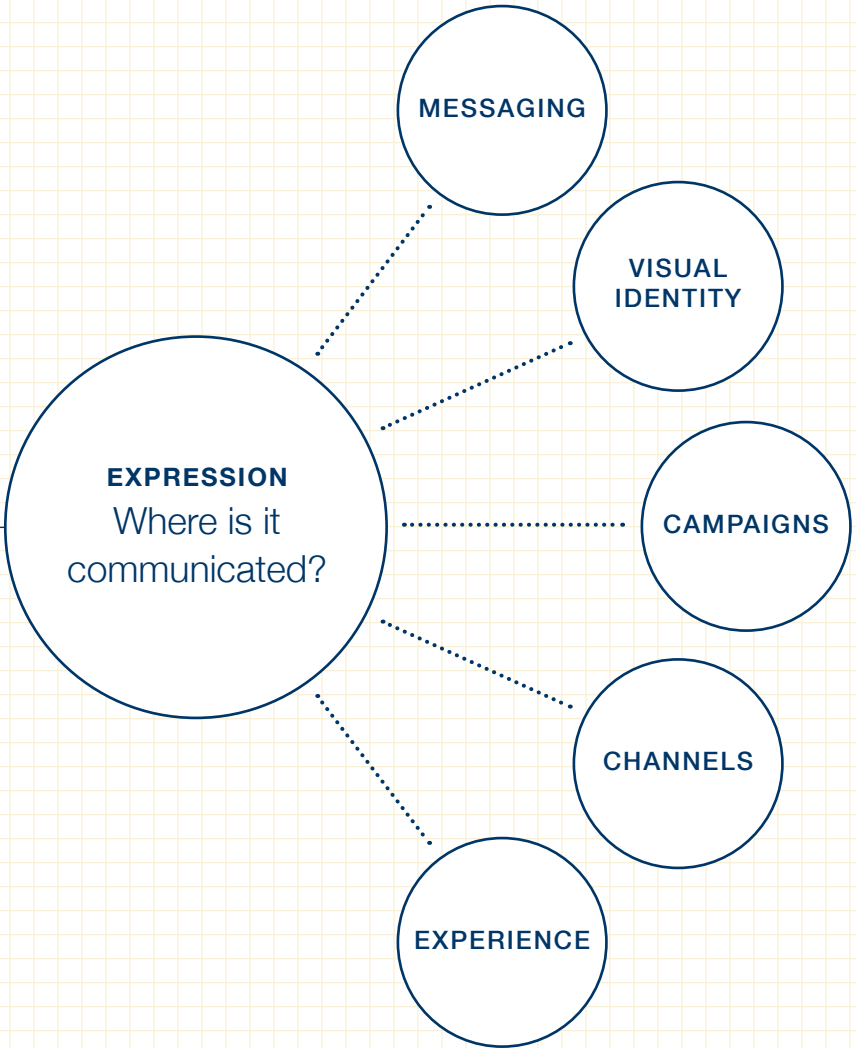 MESSAGING
VISUAL
IDENTITY
EXPRESSION
Where is it
communicated?
CAMPAIGNS
CHANNELS
EXPERIENCE